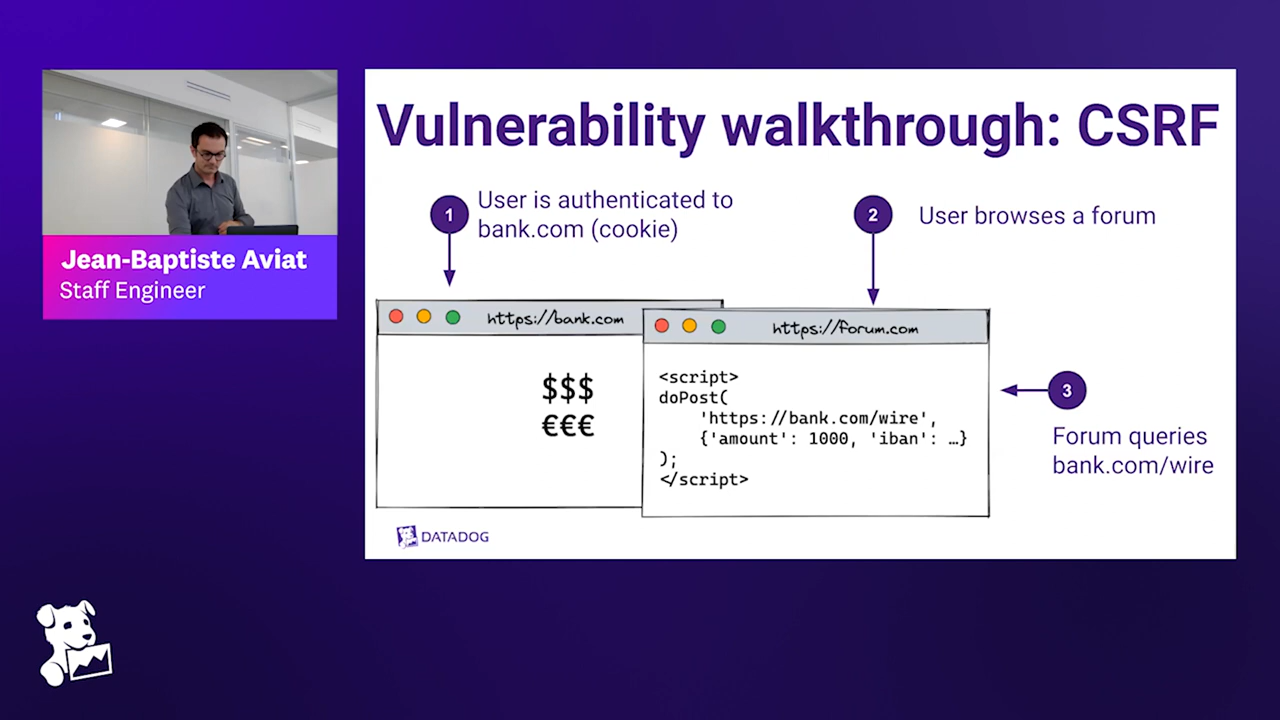 Jean-Baptiste Aviat
Staff Engineer
Vulnerability walkthrough: CSRF
1
User is authenticated to
bank.com (cookie)
2
User browses a forum
https://bank.com
$$$
€€€
https://forum.com
<script>
doPost(
'https://bank.com/wire',
{'amount': 1000, 'iban': …}
);
</script>
3
Forum queries
bank.com/wire
DATADOG